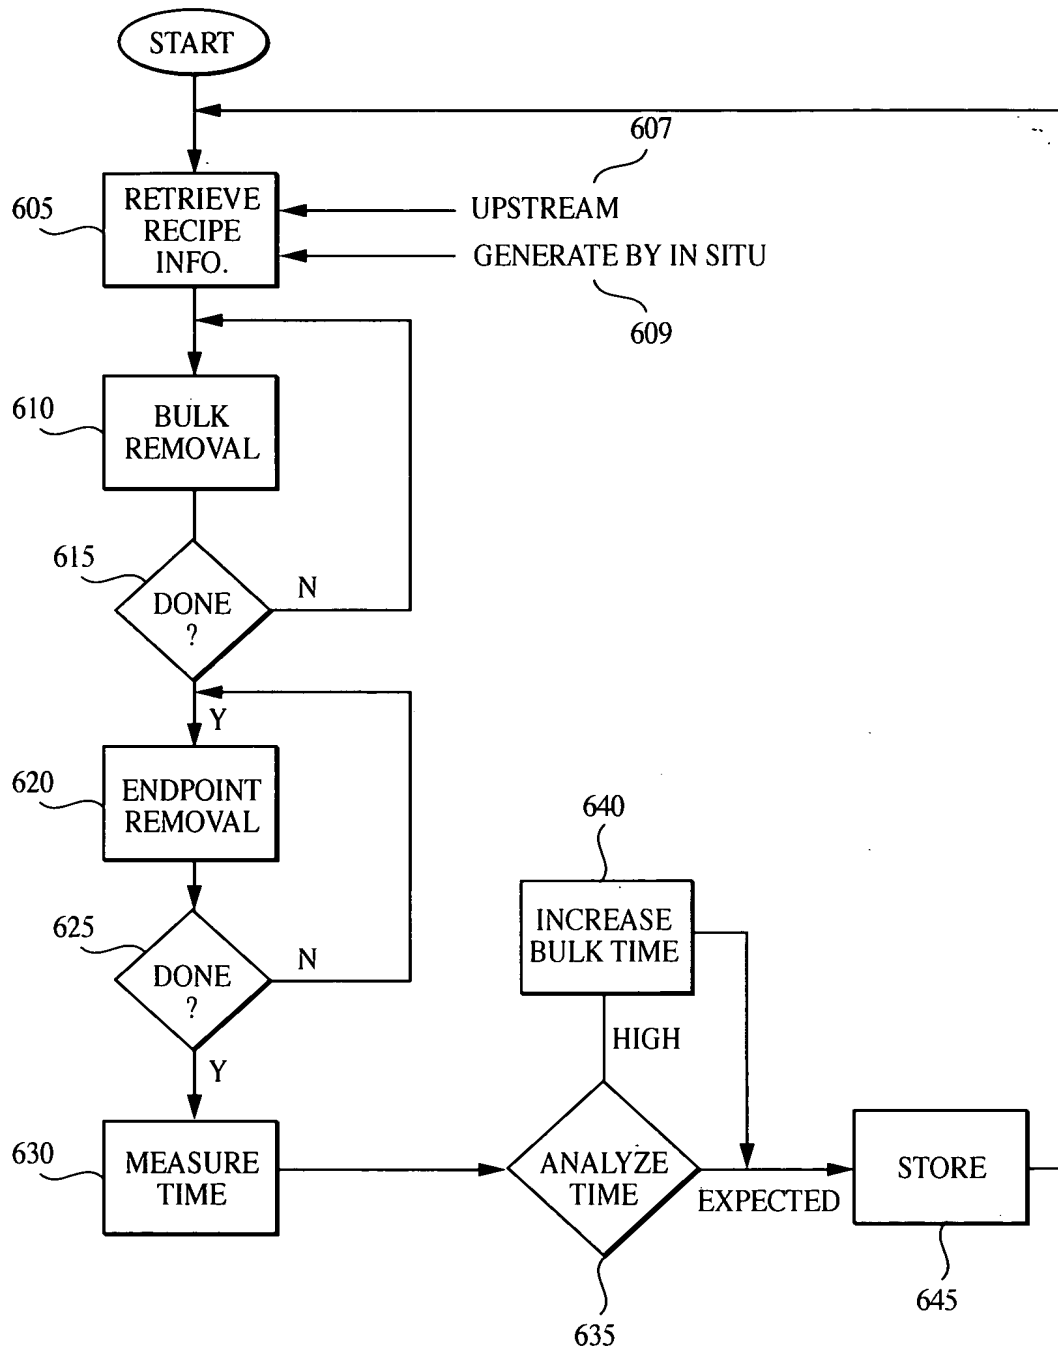 START
607
605
RETRIEVE
RECIPE
INFO.
UPSTREAM
GENERATE BY IN SITU
609
610
BULK
REMOVAL
615
DONE
?
N
Y
620
ENDPOINT
REMOVAL
625
DONE
?
N
Y
630
MEASURE
TIME
640
INCREASE
BULK TIME
HIGH
ANALYZE
TIME
EXPECTED
635
STORE
645